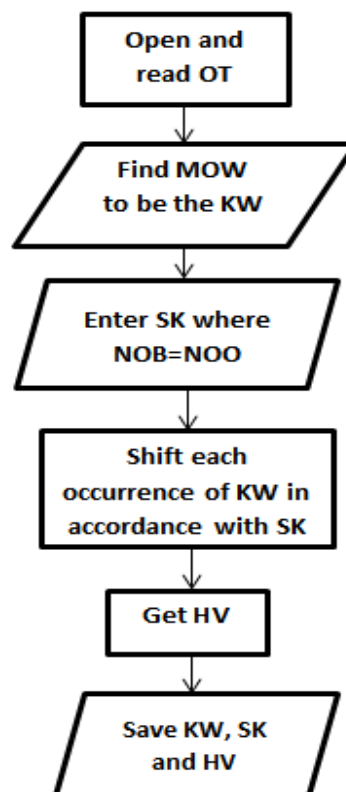 Open and
read OT
Find MOW
to be the KW
Enter SK where
NOB=NOO
Shift each
occurrence of KW in
accordance with SK
Get HV
Save KW, SK
and HV